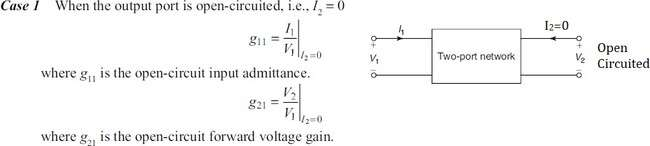 Case 1 When the output port is open-circuited, i.e., I₂ = 0
g₁₁ = I₁/V₁ |I₂=0
where g₁₁ is the open-circuit input admittance.
g₂₁ = V₂/V₁ |I₂=0
where g₂₁ is the open-circuit forward voltage gain.
I₁
I₂=0
+
V₁
−
Two-port network
+
V₂
−
Open
Circuited